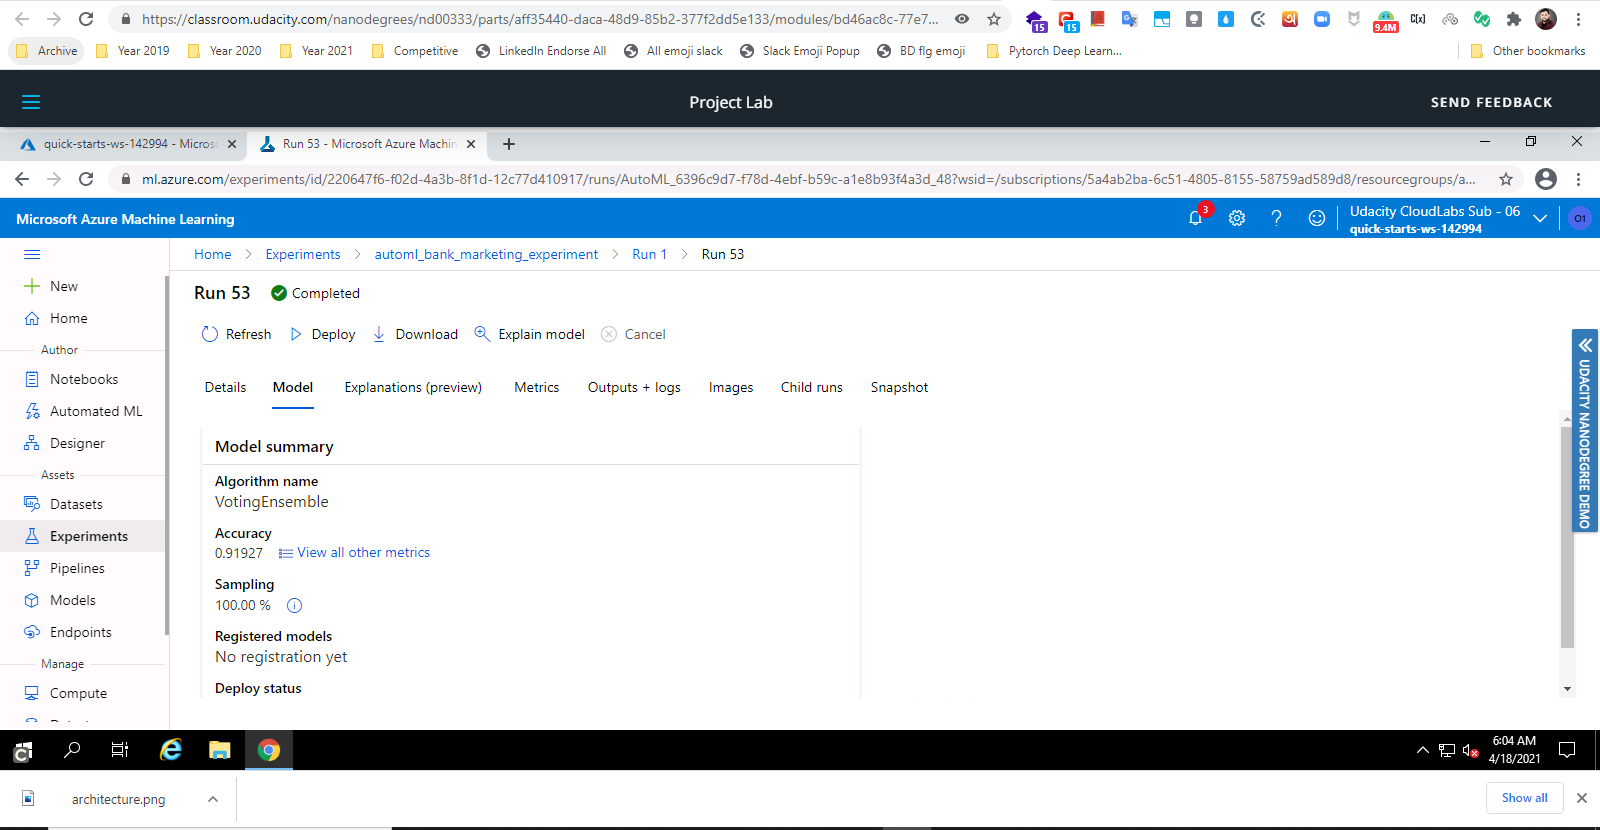 https://classroom.udacity.com/nanodegrees/nd00333/parts/aff35440-daca-48d9-85b2-377f2dd5e133/modules/bd46ac8c-77e7...
15
15
9.4M
Archive
Year 2019
Year 2020
Year 2021
Competitive
LinkedIn Endorse All
All emoji slack
Slack Emoji Popup
BD flg emoji
Pytorch Deep Learn...
Other bookmarks
Project Lab
SEND FEEDBACK
quick-starts-ws-142994 - Micros
Run 53 - Microsoft Azure Machin
ml.azure.com/experiments/id/220647f6-f02d-4a3b-8f1d-12c77d410917/runs/AutoML_6396c9d7-f78d-4ebf-b59c-a1e8b93f4a3d_48?wsid=/subscriptions/5a4ab2ba-6c51-4805-8155-58759ad589d8/resourcegroups/a...
Microsoft Azure Machine Learning
3
Udacity CloudLabs Sub - 06
quick-starts-ws-142994
O1
Home
Experiments
automl_bank_marketing_experiment
Run 1
Run 53
New
Home
Author
Notebooks
Automated ML
Designer
Assets
Datasets
Experiments
Pipelines
Models
Endpoints
Manage
Compute
Run 53
Completed
Refresh
Deploy
Download
Explain model
Cancel
Details
Model
Explanations (preview)
Metrics
Outputs + logs
Images
Child runs
Snapshot
Model summary
Algorithm name
VotingEnsemble
Accuracy
0.91927
View all other metrics
Sampling
100.00 %
Registered models
No registration yet
Deploy status
UDACITY NANODEGREE DEMO
6:04 AM
4/18/2021
architecture.png
Show all